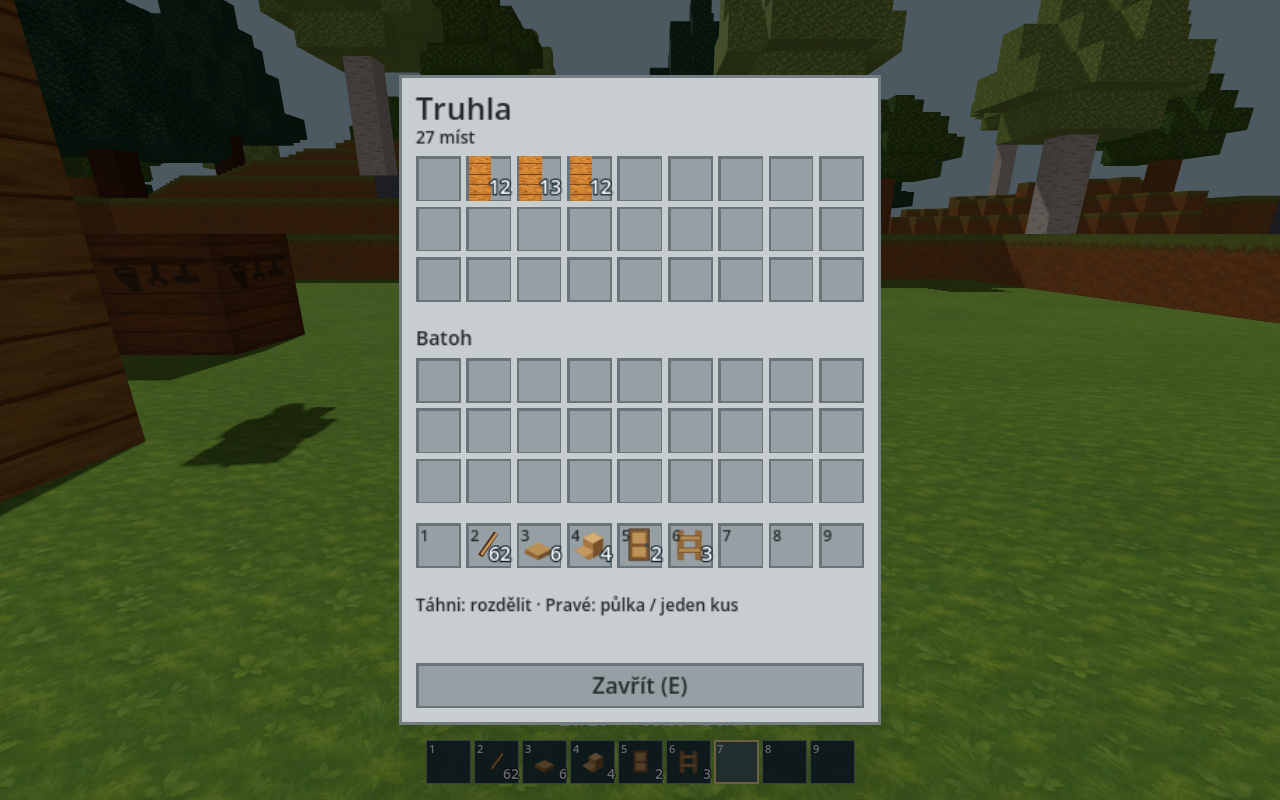 Truhla
27 míst
12 13 12
Batoh
1 2 62 3 6 4 4 5 2 6 3 7 8 9
Táhni: rozdělit · Pravé: půlka / jeden kus
Zavřít (E)
1 2 62 3 6 4 4 5 2 6 3 7 8 9